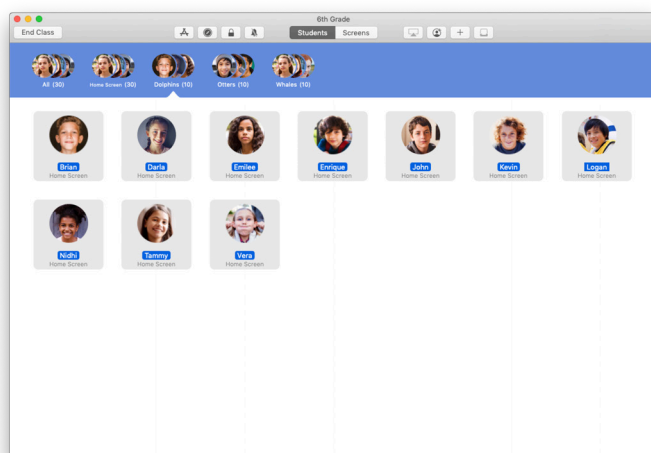 6th Grade
End Class
Students Screens
All (30) Home Screen (30) Dolphins (10) Otters (10) Whales (10)
Brian Darla Emilee Enrique John Kevin Logan
Home Screen Home Screen Home Screen Home Screen Home Screen Home Screen Home Screen
Nidhi Tammy Vera
Home Screen Home Screen Home Screen